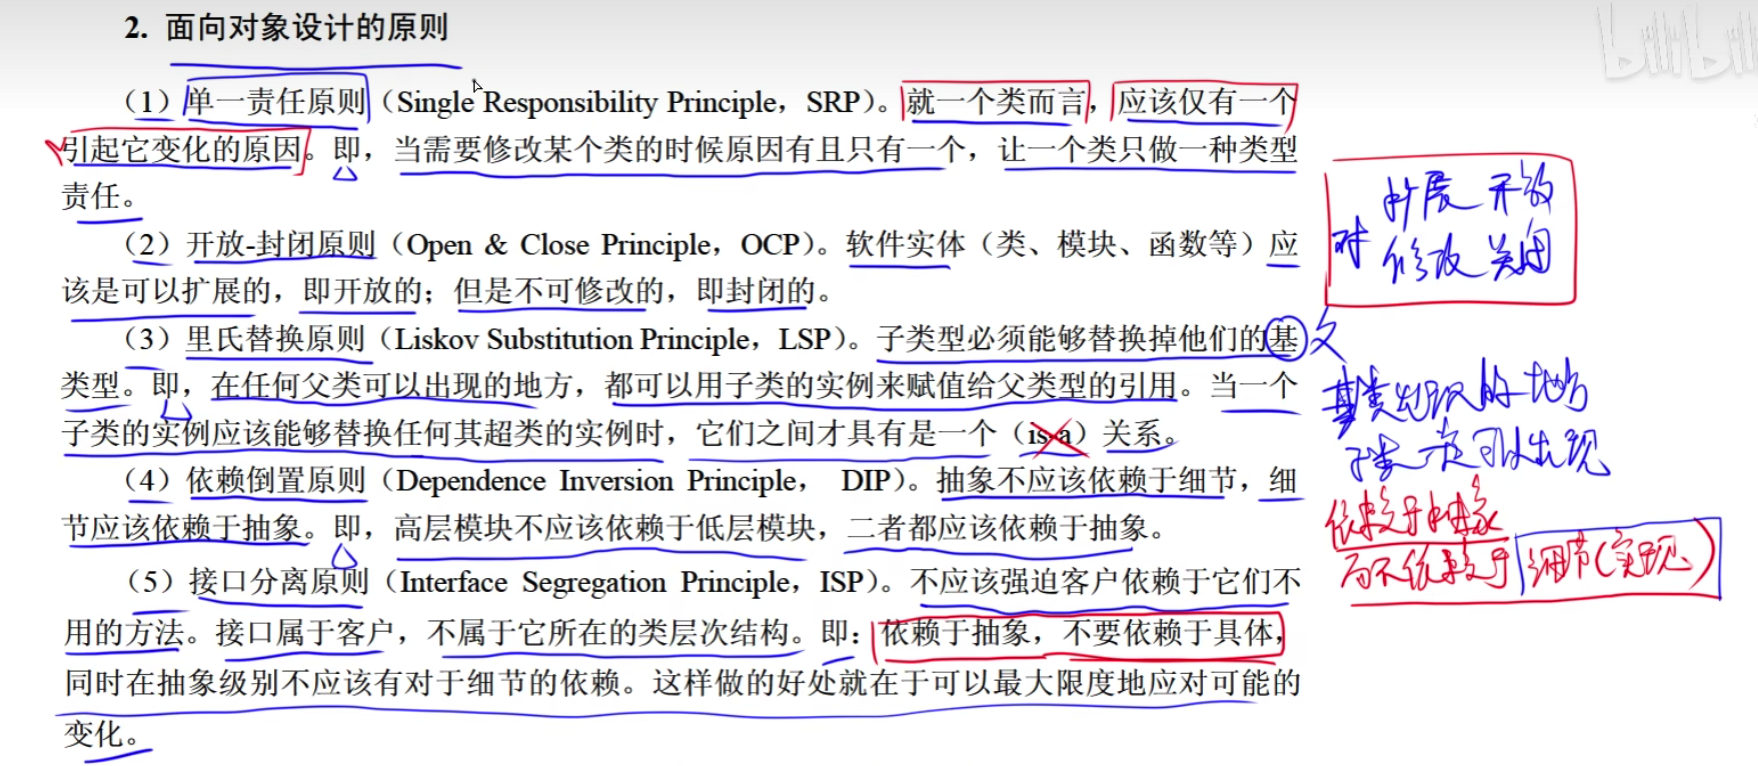 bilibili
2. 面向对象设计的原则
（1）单一责任原则（Single Responsibility Principle，SRP）。就一个类而言，应该仅有一个
引起它变化的原因。即，当需要修改某个类的时候原因有且只有一个，让一个类只做一种类型
责任。
（2）开放-封闭原则（Open & Close Principle，OCP）。软件实体（类、模块、函数等）应
该是可以扩展的，即开放的；但是不可修改的，即封闭的。
（3）里氏替换原则（Liskov Substitution Principle，LSP）。子类型必须能够替换掉他们的基
类型。即，在任何父类可以出现的地方，都可以用子类的实例来赋值给父类型的引用。当一个
子类的实例应该能够替换任何其超类的实例时，它们之间才具有是一个（is-a）关系。
（4）依赖倒置原则（Dependence Inversion Principle， DIP）。抽象不应该依赖于细节，细
节应该依赖于抽象。即，高层模块不应该依赖于低层模块，二者都应该依赖于抽象。
（5）接口分离原则（Interface Segregation Principle，ISP）。不应该强迫客户依赖于它们不
用的方法。接口属于客户，不属于它所在的类层次结构。即：依赖于抽象，不要依赖于具体，
同时在抽象级别不应该有对于细节的依赖。这样做的好处就在于可以最大限度地应对可能的
变化。
扩展 开放
对 修改 关闭
父
基类出现的地方
子类一定可以出现
依赖于抽象
而不依赖于细节(实现)